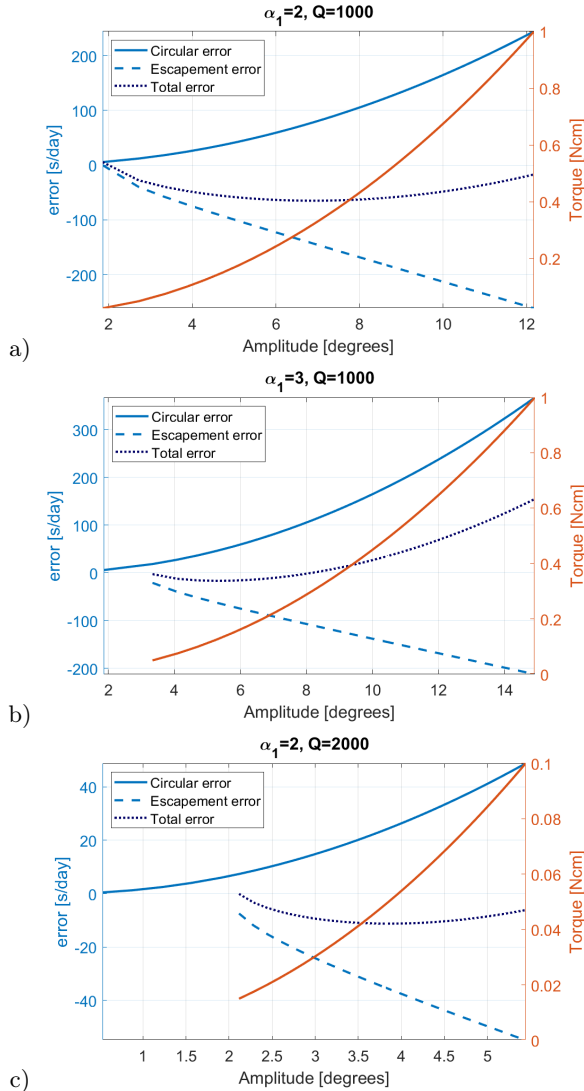 α1=2, Q=1000
Circular error
Escapement error
Total error
200
100
0
-100
-200
error [s/day]
1
0.8
0.6
0.4
0.2
Torque [Ncm]
2 4 6 8 10 12
Amplitude [degrees]
a)
α1=3, Q=1000
Circular error
Escapement error
Total error
300
200
100
0
-100
-200
error [s/day]
1
0.8
0.6
0.4
0.2
0
Torque [Ncm]
2 4 6 8 10 12 14
Amplitude [degrees]
b)
α1=2, Q=2000
Circular error
Escapement error
Total error
40
20
0
-20
-40
error [s/day]
0.1
0.08
0.06
0.04
0.02
0
Torque [Ncm]
1 1.5 2 2.5 3 3.5 4 4.5 5
Amplitude [degrees]
c)